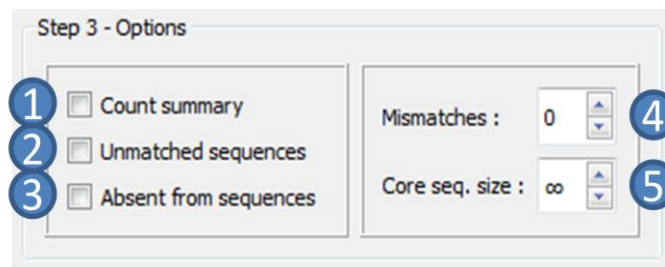 Step 3 - Options
1 Count summary
2 Unmatched sequences
3 Absent from sequences
Mismatches : 0 4
Core seq. size : ∞ 5